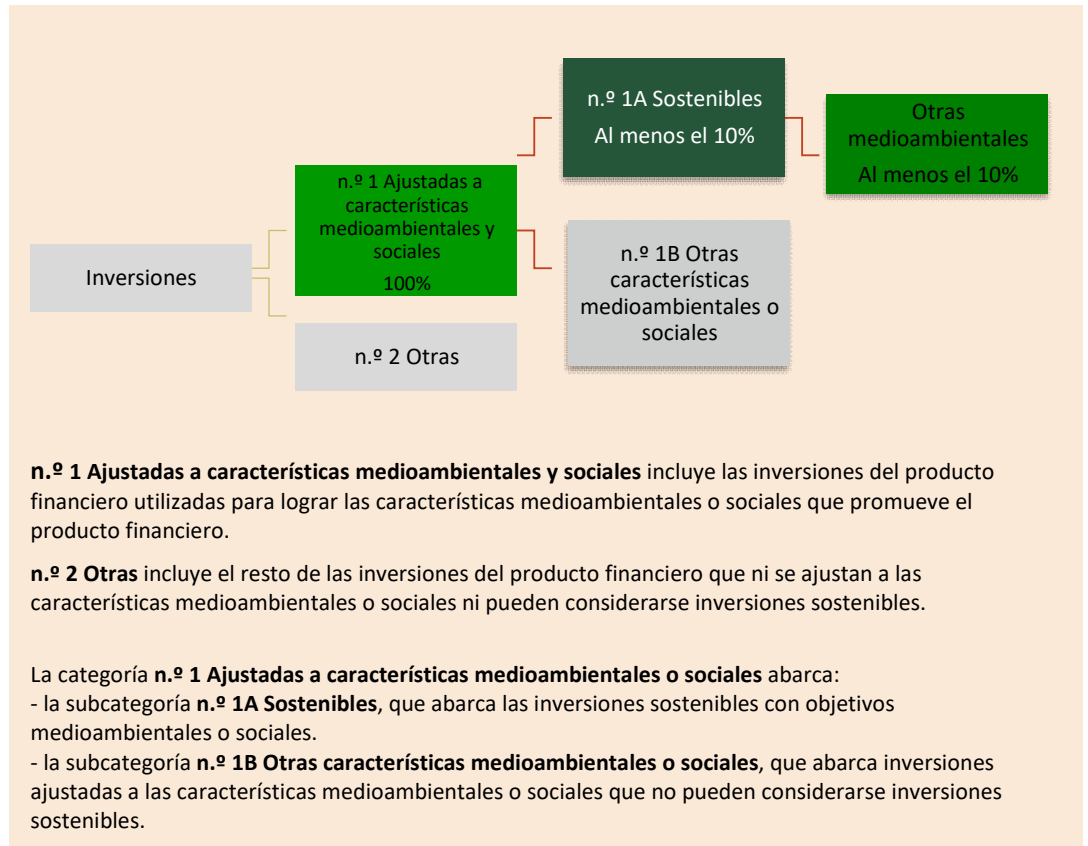 n.º 1A Sostenibles
Al menos el 10%
Otras
medioambientales
Al menos el 10%
n.º 1 Ajustadas a
características
medioambientales y
sociales
100%
Inversiones
n.º 1B Otras
características
medioambientales o
sociales
n.º 2 Otras
n.º 1 Ajustadas a características medioambientales y sociales incluye las inversiones del producto
financiero utilizadas para lograr las características medioambientales o sociales que promueve el
producto financiero.
n.º 2 Otras incluye el resto de las inversiones del producto financiero que ni se ajustan a las
características medioambientales o sociales ni pueden considerarse inversiones sostenibles.
La categoría n.º 1 Ajustadas a características medioambientales o sociales abarca:
- la subcategoría n.º 1A Sostenibles, que abarca las inversiones sostenibles con objetivos
medioambientales o sociales.
- la subcategoría n.º 1B Otras características medioambientales o sociales, que abarca inversiones
ajustadas a las características medioambientales o sociales que no pueden considerarse inversiones
sostenibles.